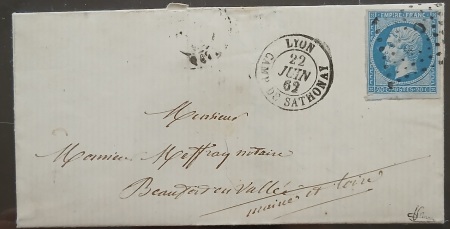 EMPIRE FRANC
LYON
22
JUIN
62
CAMP DE SATHONAY
Monsieur
Monsieur Meffray notaire
Beaufort en Vallée
maine et loire